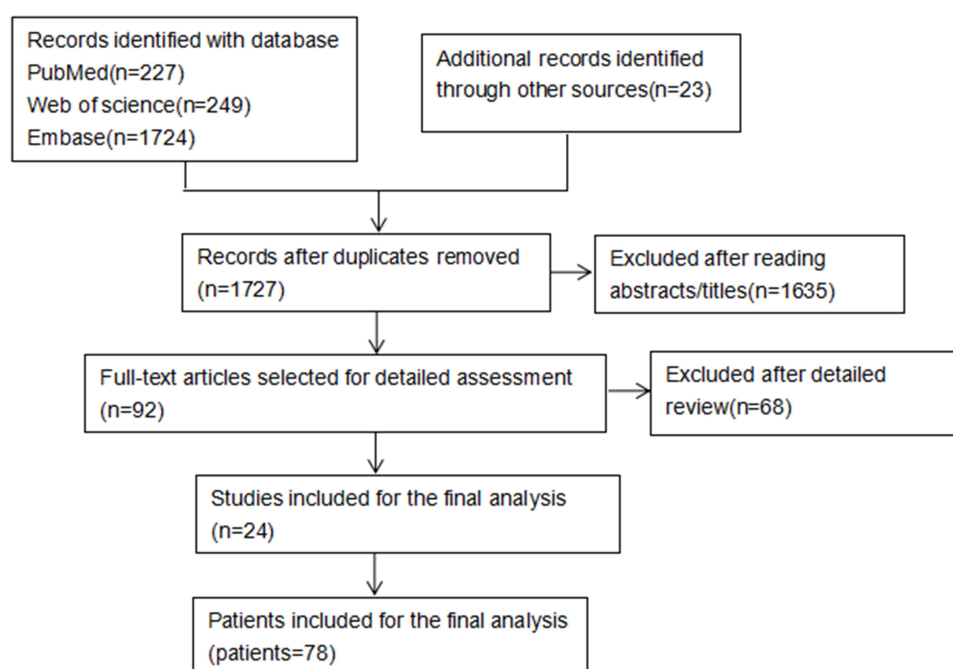 Records identified with database
PubMed(n=227)
Web of science(n=249)
Embase(n=1724)
Additional records identified
through other sources(n=23)
Records after duplicates removed
(n=1727)
Excluded after reading
abstracts/titles(n=1635)
Full-text articles selected for detailed assessment
(n=92)
Excluded after detailed
review(n=68)
Studies included for the final analysis
(n=24)
Patients included for the final analysis
(patients=78)